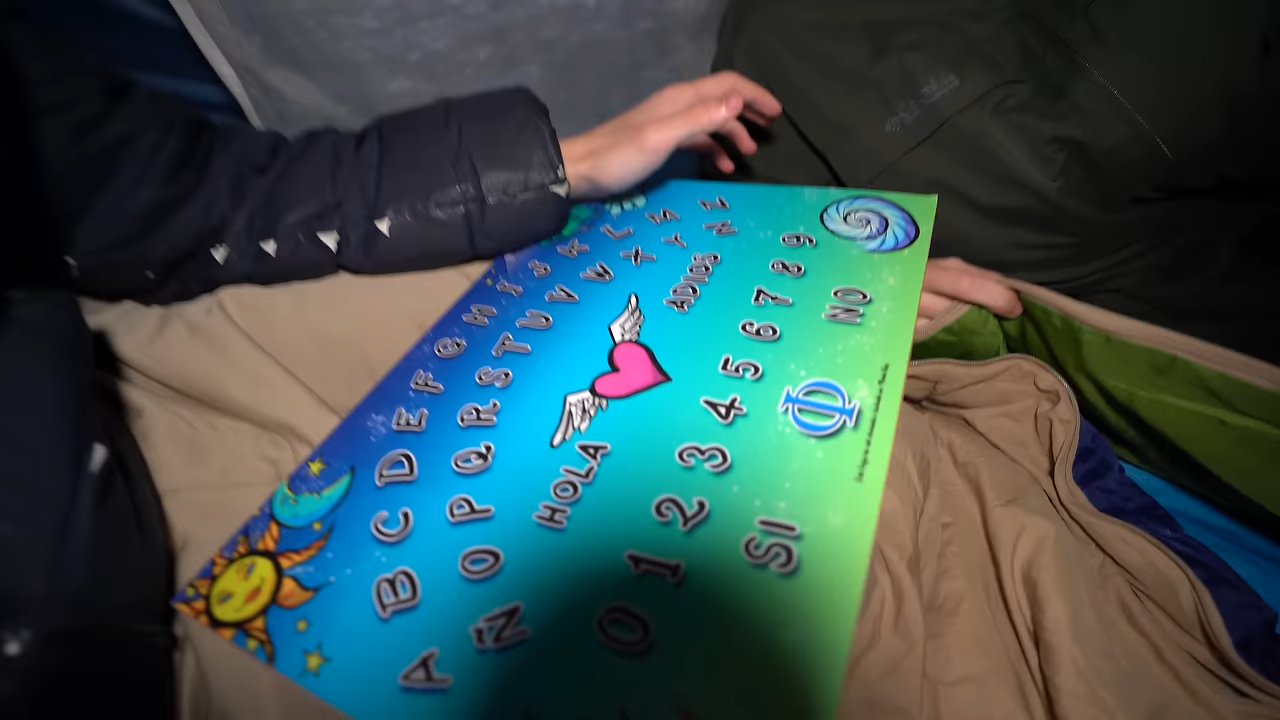 A B C D E F G H I J K L M N
Ñ O P Q R S T U V W X Y Z
HOLA ADIOS
0 1 2 3 4 5 6 7 8 9
SI Φ NO